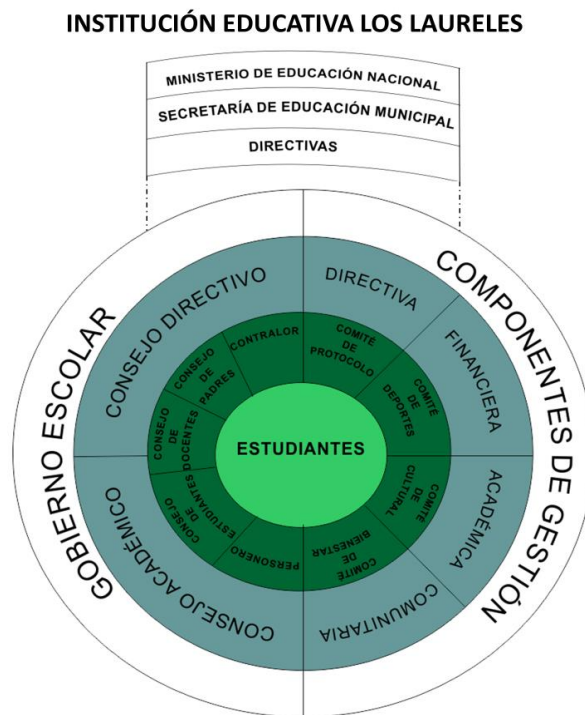 INSTITUCIÓN EDUCATIVA LOS LAURELES
MINISTERIO DE EDUCACIÓN NACIONAL
SECRETARÍA DE EDUCACIÓN MUNICIPAL
DIRECTIVAS
GOBIERNO ESCOLAR
COMPONENTES DE GESTIÓN
CONSEJO DIRECTIVO
CONSEJO ACADÉMICO
DIRECTIVA
FINANCIERA
ACADÉMICA
COMUNITARIA
CONTRALOR
CONSEJO
DE
PADRES
CONSEJO
DE
DOCENTES
CONSEJO
DE
ESTUDIANTES
PERSONERO
COMITÉ
DE
PROTOCOLO
COMITÉ
DE
DEPORTES
COMITÉ
DE
CULTURAL
COMITÉ
DE
BIENESTAR
ESTUDIANTES